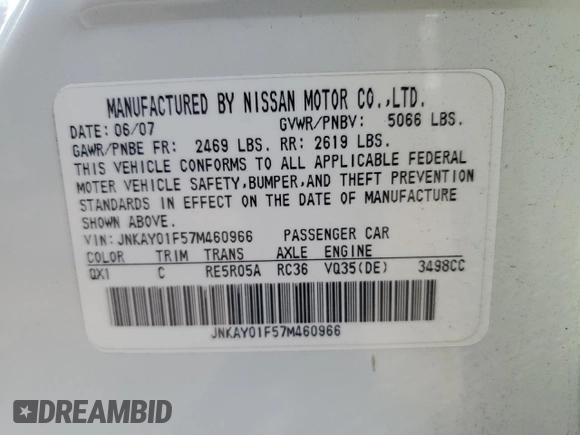 MANUFACTURED BY NISSAN MOTOR CO.,LTD.
DATE: 06/07 GVWR/PNBV: 5066 LBS.
GAWR/PNBE FR: 2469 LBS. RR: 2619 LBS.
THIS VEHICLE CONFORMS TO ALL APPLICABLE FEDERAL
MOTER VEHICLE SAFETY,BUMPER,AND THEFT PREVENTION
STANDARDS IN EFFECT ON THE DATE OF MANUFACTURE
SHOWN ABOVE.
VIN: JNKAY01F57M460966 PASSENGER CAR
COLOR TRIM TRANS AXLE ENGINE
QX1 C RE5R05A RC36 VQ35(DE) 3498CC
JNKAY01F57M460966
DREAMBID